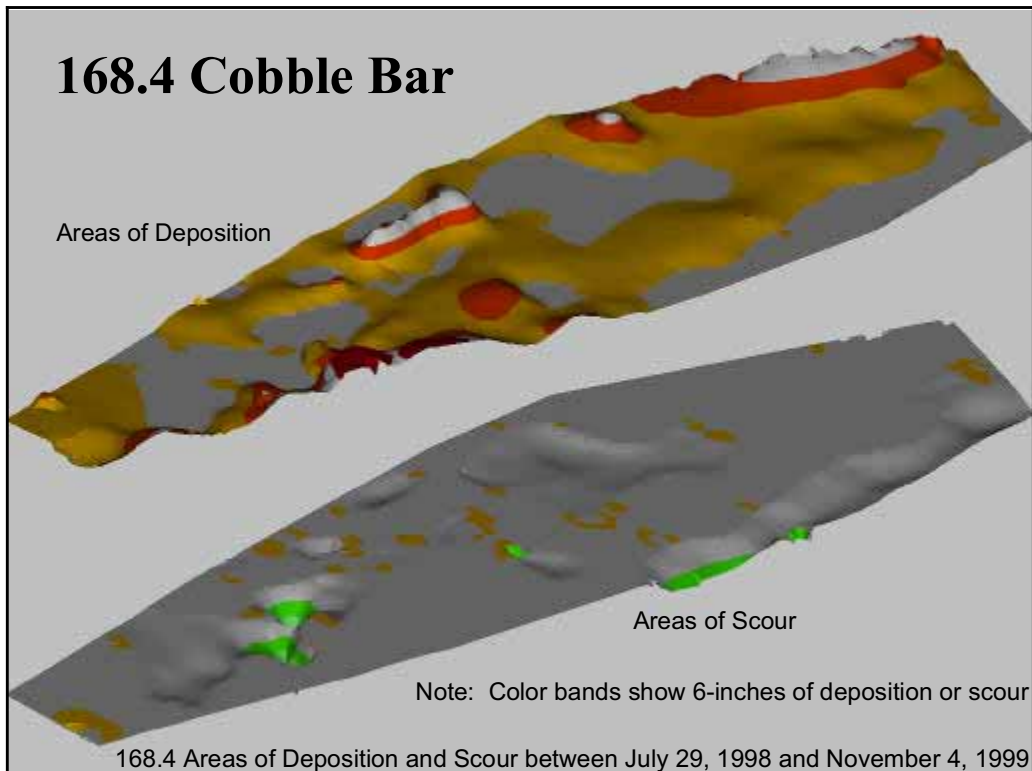 168.4 Cobble Bar
Areas of Deposition
Areas of Scour
Note: Color bands show 6-inches of deposition or scour
168.4 Areas of Deposition and Scour between July 29, 1998 and November 4, 1999